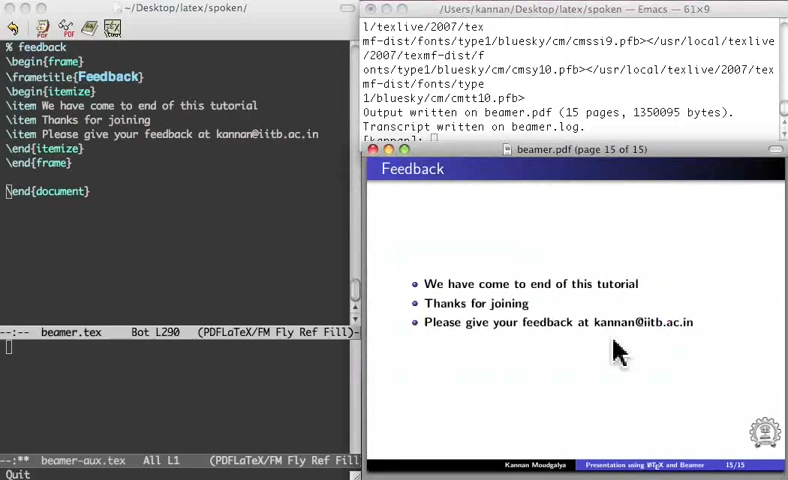 ~/Desktop/latex/spoken/
% feedback
\begin{frame}
\frametitle{Feedback}
\begin{itemize}
\item We have come to end of this tutorial
\item Thanks for joining
\item Please give your feedback at kannan@iitb.ac.in
\end{itemize}
\end{frame}
\end{document}
--:-- beamer.tex Bot L290 (PDFLaTeX/FM Fly Ref Fill)-
--:** beamer-aux.tex All L1 (PDFLaTeX/FM Fly Ref Fill)
Quit
/Users/kannan/Desktop/latex/spoken — Emacs — 61×9
l/texlive/2007/tex
mf-dist/fonts/type1/bluesky/cm/cmssi9.pfb></usr/local/texlive
/2007/texmf-dist/f
onts/type1/bluesky/cm/cmsy10.pfb></usr/local/texlive/2007/tex
mf-dist/fonts/type
1/bluesky/cm/cmtt10.pfb>
Output written on beamer.pdf (15 pages, 1350095 bytes).
Transcript written on beamer.log.
[kannan]:
beamer.pdf (page 15 of 15)
Feedback
We have come to end of this tutorial
Thanks for joining
Please give your feedback at kannan@iitb.ac.in
Kannan Moudgalya Presentation using LATEX and Beamer 15/15